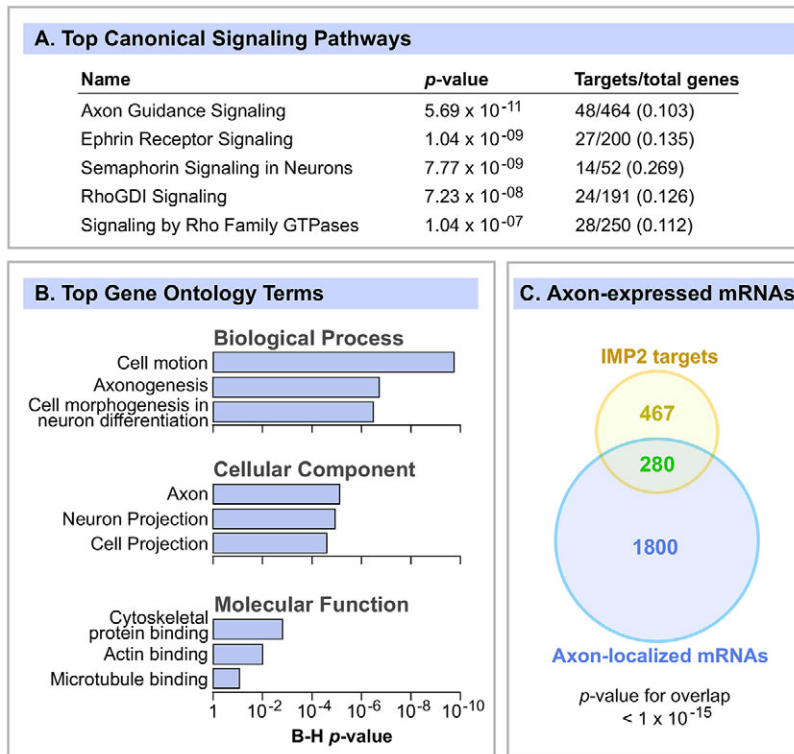 A. Top Canonical Signaling Pathways
Name p-value Targets/total genes
Axon Guidance Signaling 5.69 x 10-11 48/464 (0.103)
Ephrin Receptor Signaling 1.04 x 10-09 27/200 (0.135)
Semaphorin Signaling in Neurons 7.77 x 10-09 14/52 (0.269)
RhoGDI Signaling 7.23 x 10-08 24/191 (0.126)
Signaling by Rho Family GTPases 1.04 x 10-07 28/250 (0.112)
B. Top Gene Ontology Terms
Biological Process
Cell motion
Axonogenesis
Cell morphogenesis in
neuron differentiation
Cellular Component
Axon
Neuron Projection
Cell Projection
Molecular Function
Cytoskeletal
protein binding
Actin binding
Microtubule binding
1 10-2 10-4 10-6 10-8 10-10
B-H p-value
C. Axon-expressed mRNAs
IMP2 targets
467
280
1800
Axon-localized mRNAs
p-value for overlap
< 1 x 10-15